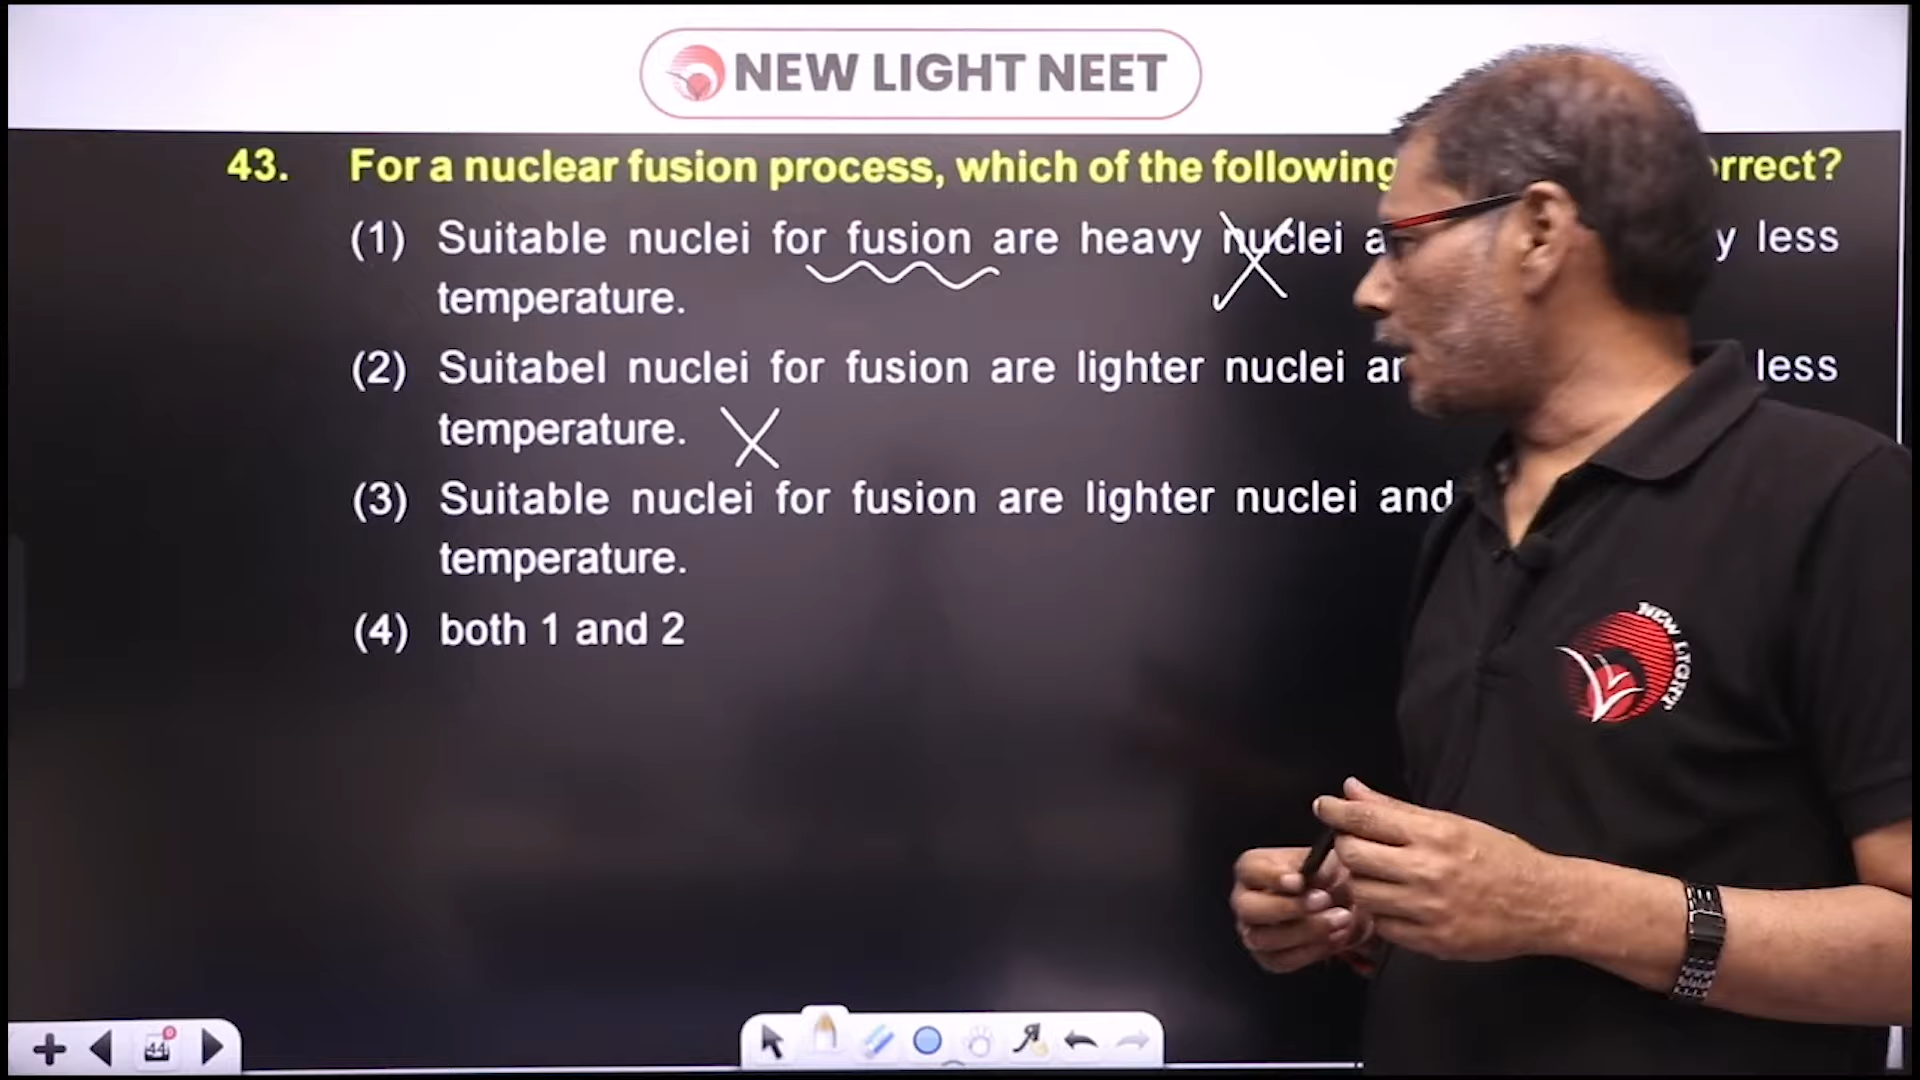 NEW LIGHT NEET
43. For a nuclear fusion process, which of the following rrect?
(1) Suitable nuclei for fusion are heavy nuclei a y less
temperature.
(2) Suitabel nuclei for fusion are lighter nuclei an less
temperature.
(3) Suitable nuclei for fusion are lighter nuclei and
temperature.
(4) both 1 and 2
NEW LIGHT
44